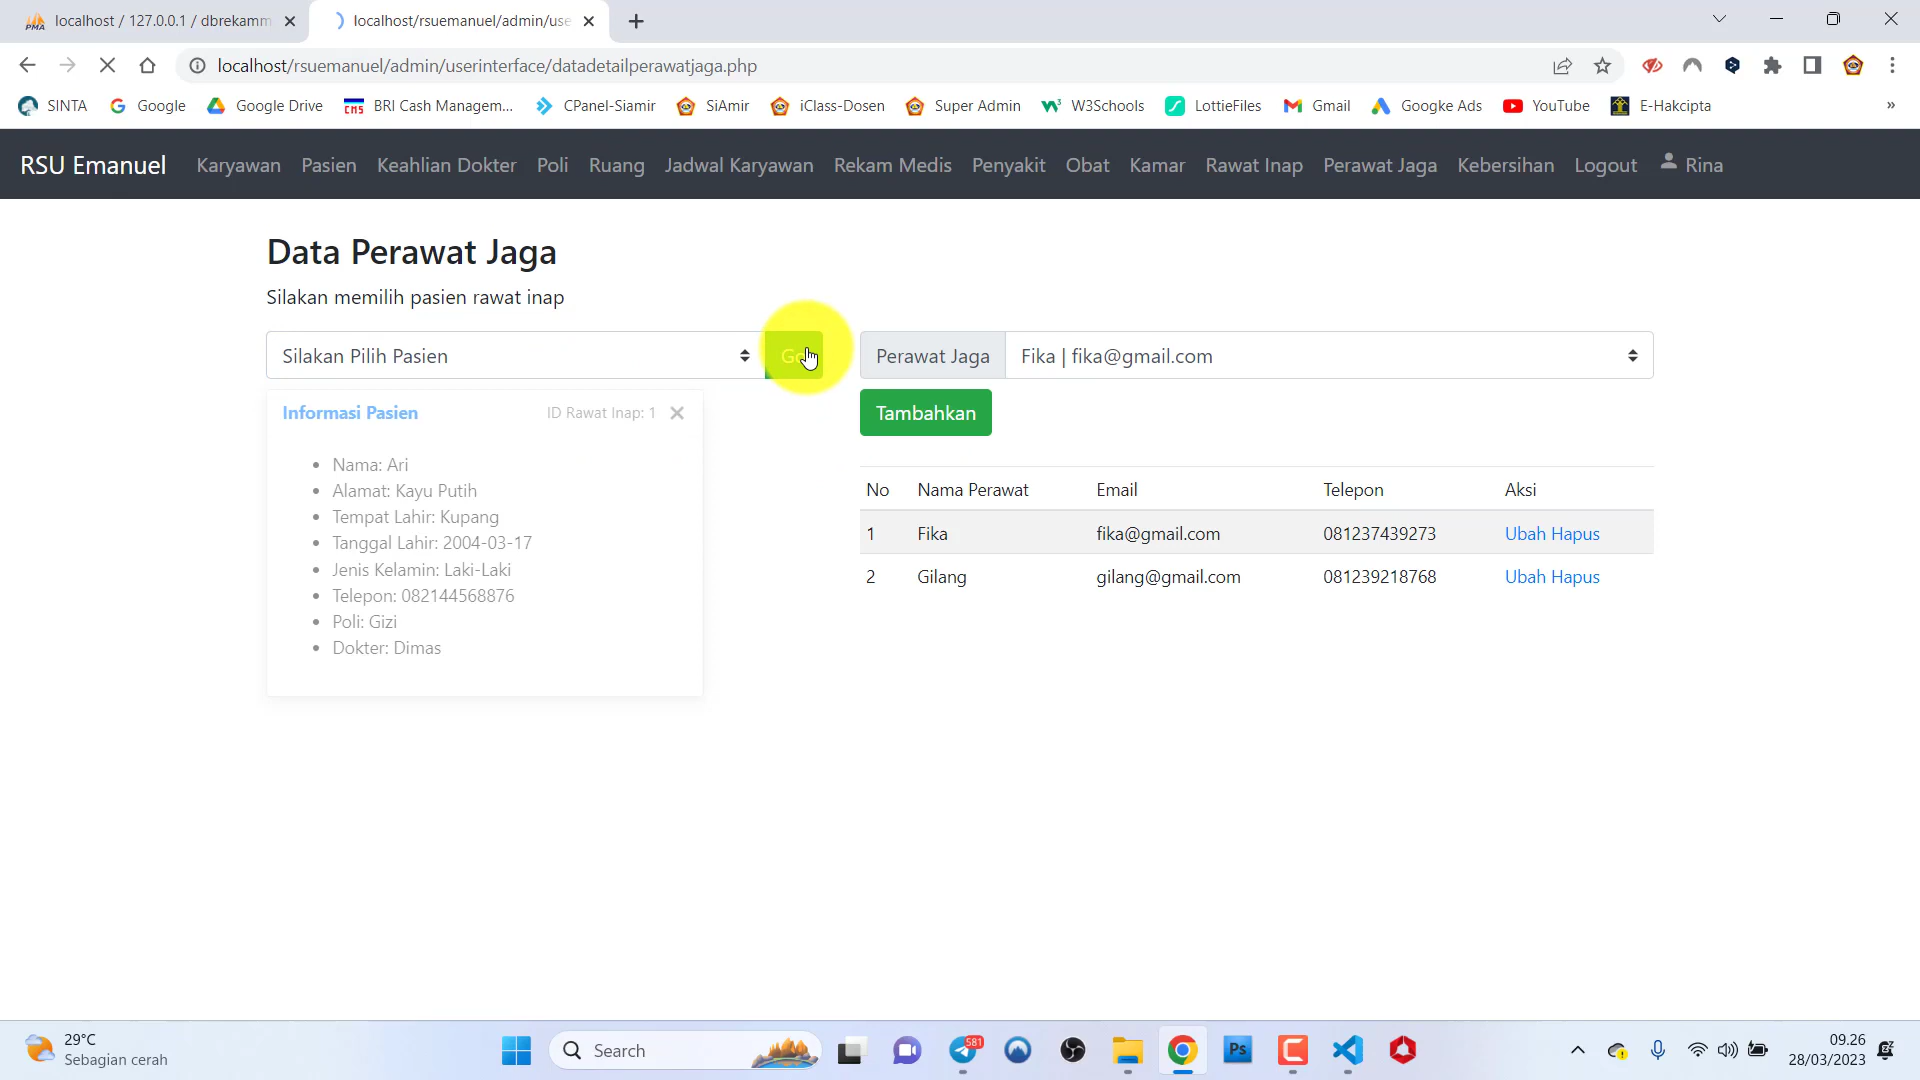 localhost / 127.0.0.1 / dbrekamm
localhost/rsuemanuel/admin/use
localhost/rsuemanuel/admin/userinterface/datadetailperawatjaga.php
SINTA Google Google Drive BRI Cash Managem... CPanel-Siamir SiAmir iClass-Dosen Super Admin W3Schools LottieFiles Gmail Googke Ads YouTube E-Hakcipta »
RSU Emanuel Karyawan Pasien Keahlian Dokter Poli Ruang Jadwal Karyawan Rekam Medis Penyakit Obat Kamar Rawat Inap Perawat Jaga Kebersihan Logout Rina
Data Perawat Jaga
Silakan memilih pasien rawat inap
Silakan Pilih Pasien
Perawat Jaga Fika | fika@gmail.com
Informasi Pasien ID Rawat Inap: 1
Tambahkan
Nama: Ari
Alamat: Kayu Putih
Tempat Lahir: Kupang
Tanggal Lahir: 2004-03-17
Jenis Kelamin: Laki-Laki
Telepon: 082144568876
Poli: Gizi
Dokter: Dimas
No Nama Perawat Email Telepon Aksi
1 Fika fika@gmail.com 081237439273 Ubah Hapus
2 Gilang gilang@gmail.com 081239218768 Ubah Hapus
29°C
Sebagian cerah
Search
581
Ps
09.26
28/03/2023